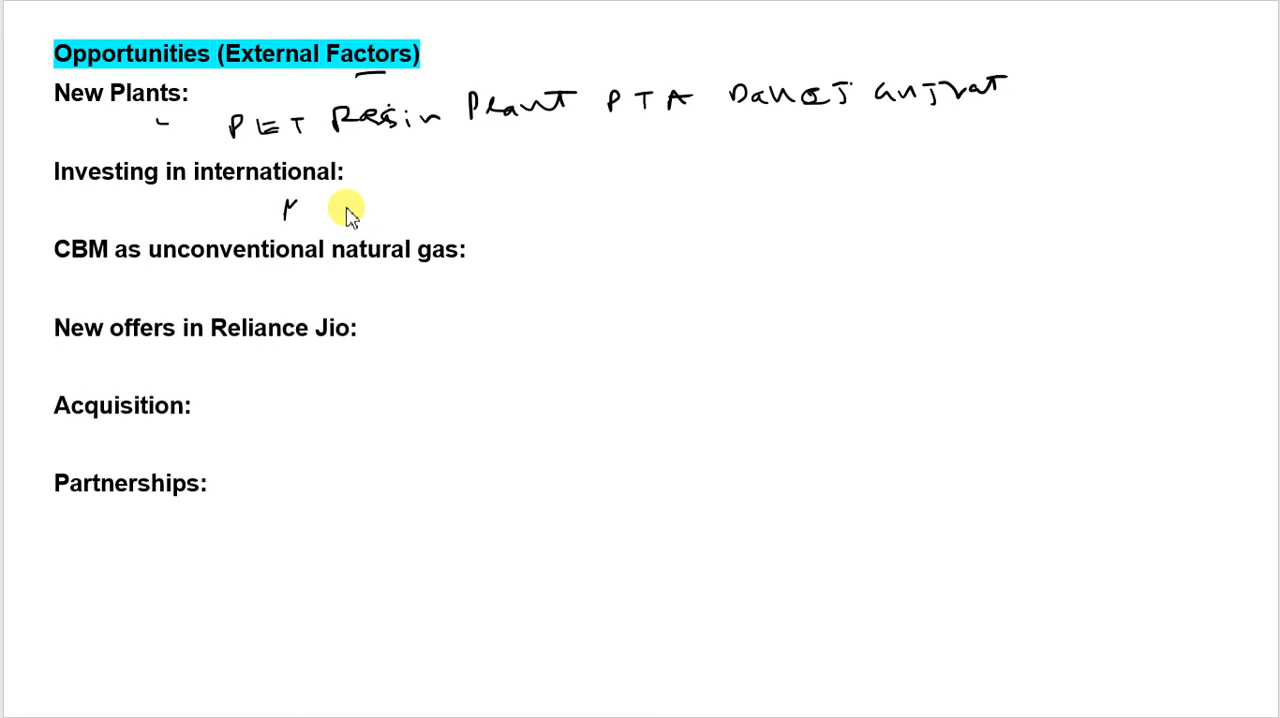 Opportunities (External Factors)
New Plants:
PET Resin Plant PTA Dahej Gujrat
Investing in international:
CBM as unconventional natural gas:
New offers in Reliance Jio:
Acquisition:
Partnerships: